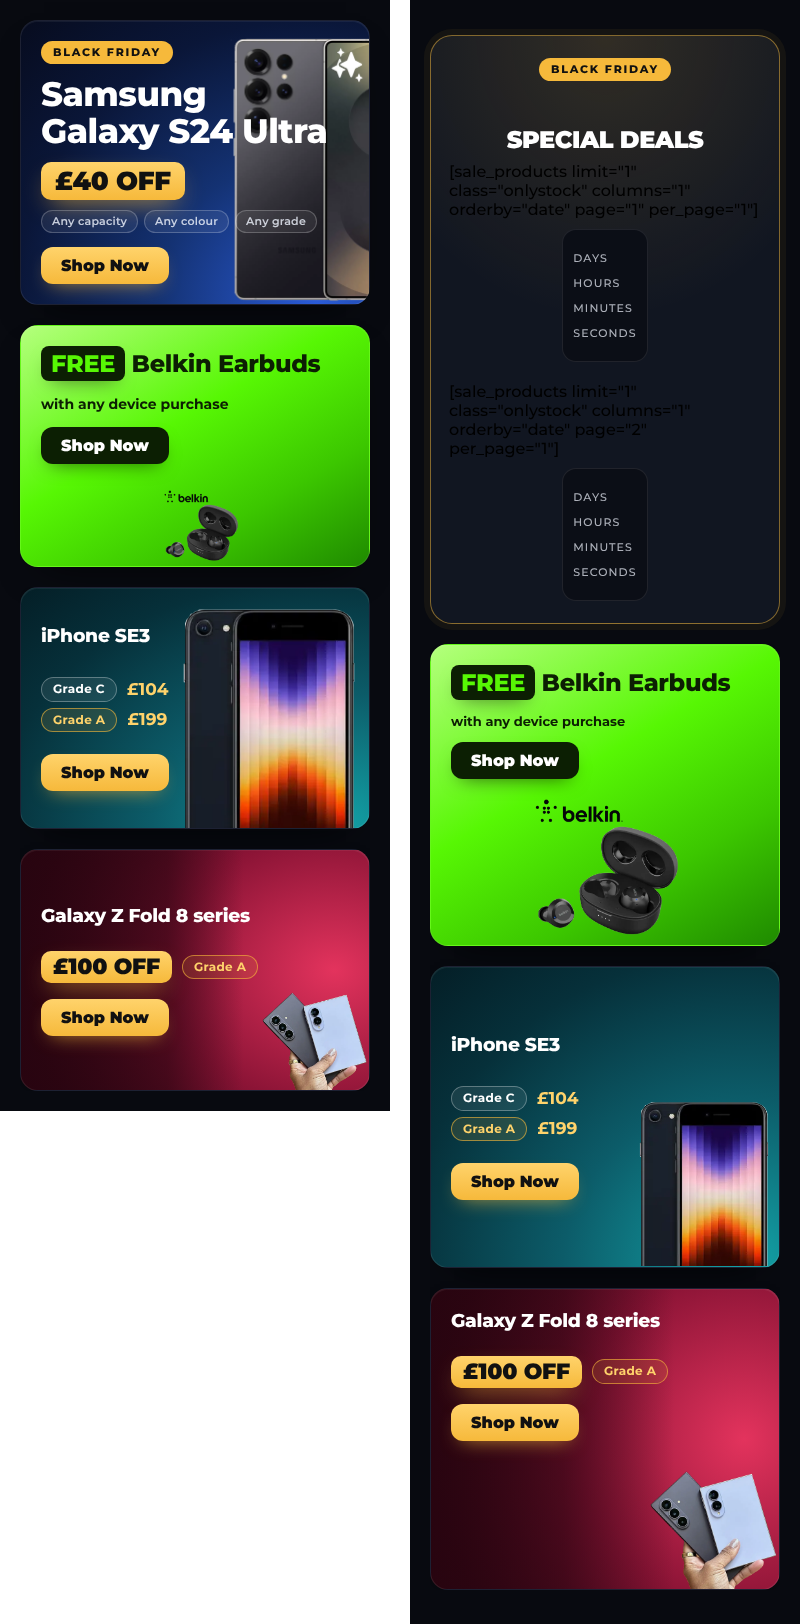 BLACK FRIDAY
Samsung
Galaxy S24 Ultra
£40 OFF
Any capacity Any colour Any grade
Shop Now
FREE Belkin Earbuds
with any device purchase
Shop Now
belkin
iPhone SE3
Grade C £104
Grade A £199
Shop Now
Galaxy Z Fold 8 series
£100 OFF Grade A
Shop Now
BLACK FRIDAY
SPECIAL DEALS
[sale_products limit="1"
class="onlystock" columns="1"
orderby="date" page="1" per_page="1"]
DAYS
HOURS
MINUTES
SECONDS
[sale_products limit="1"
class="onlystock" columns="1"
orderby="date" page="2"
per_page="1"]
DAYS
HOURS
MINUTES
SECONDS
FREE Belkin Earbuds
with any device purchase
Shop Now
belkin
iPhone SE3
Grade C £104
Grade A £199
Shop Now
Galaxy Z Fold 8 series
£100 OFF Grade A
Shop Now